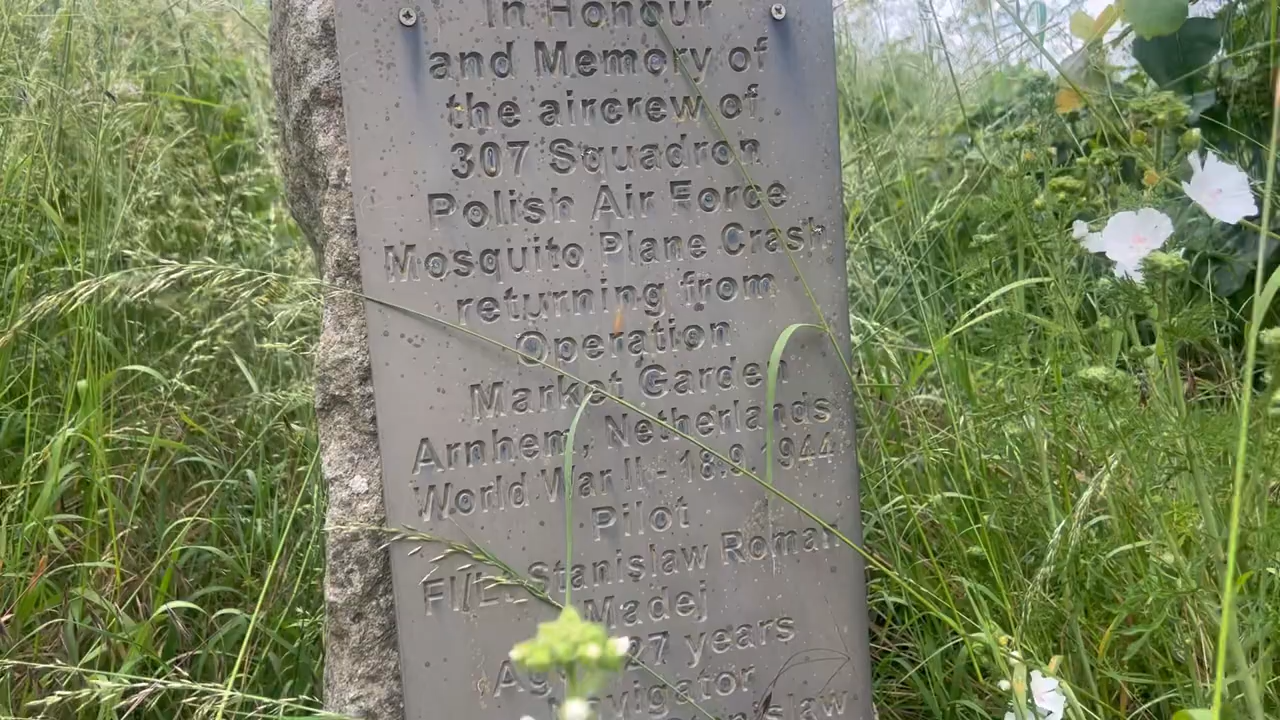 In Honour
and Memory of
the aircrew of
307 Squadron
Polish Air Force
Mosquito Plane Crash
returning from
Operation
Market Garden
Arnhem, Netherlands
World War II - 18.9.1944
Pilot
Stanislaw Roman
Madej
27 years
Navigator